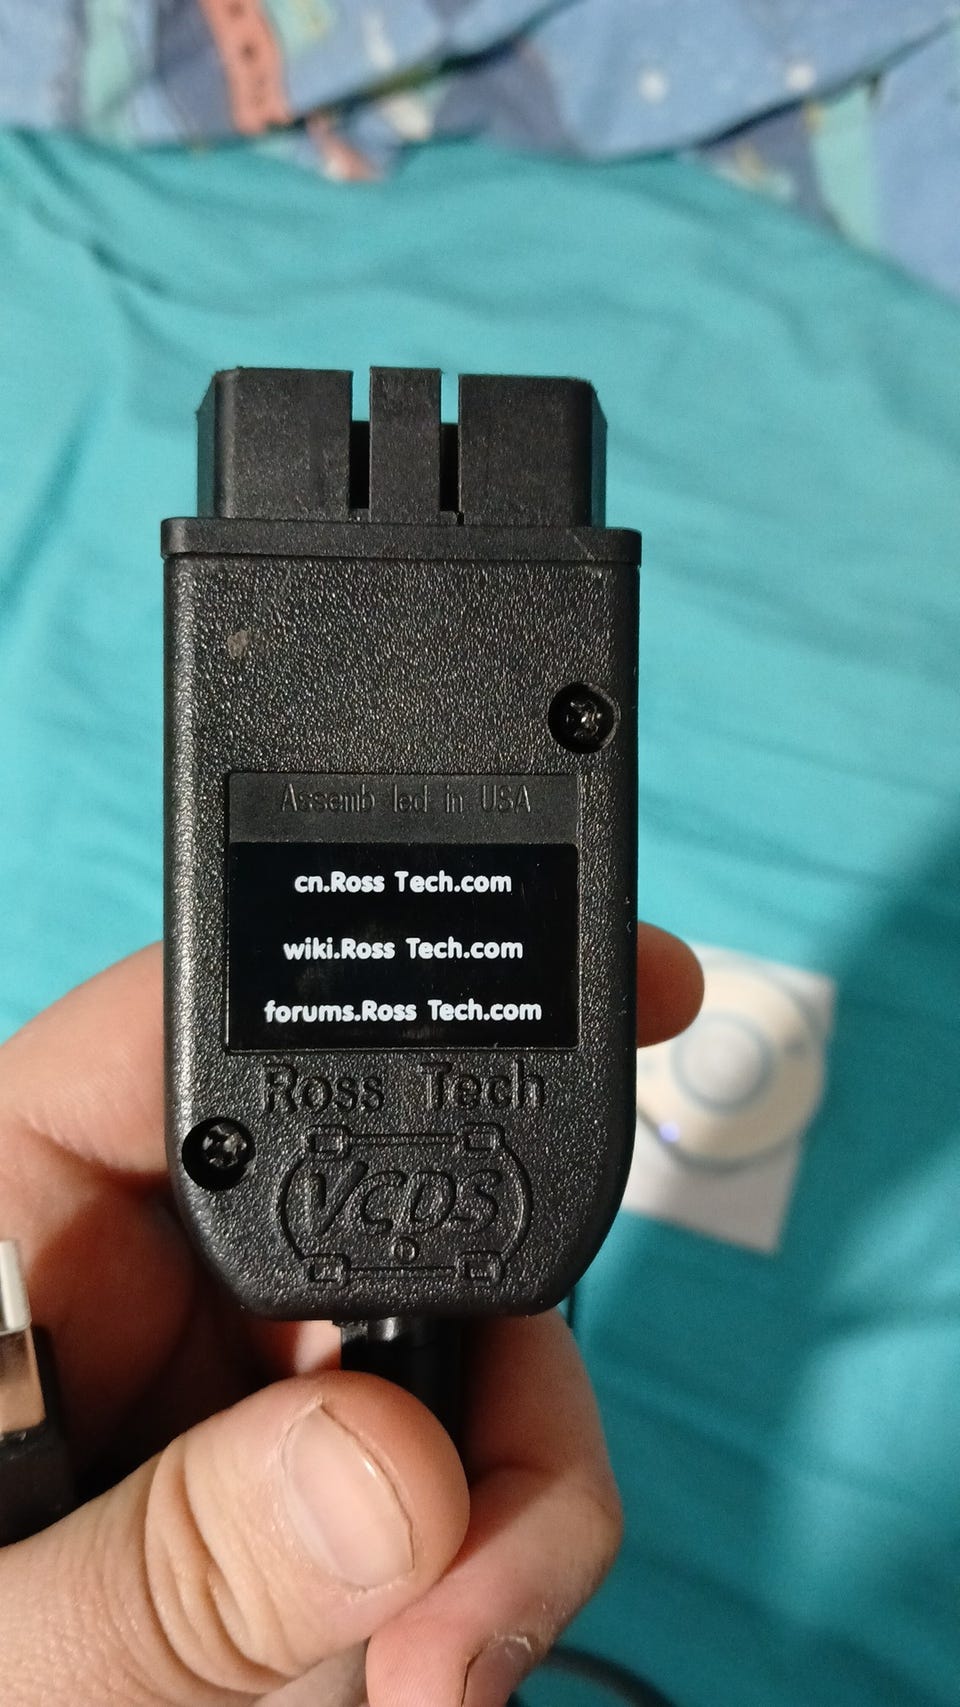 Assemb led in USA
cn.Ross Tech.com
wiki.Ross Tech.com
forums.Ross Tech.com
Ross Tech
VCDS